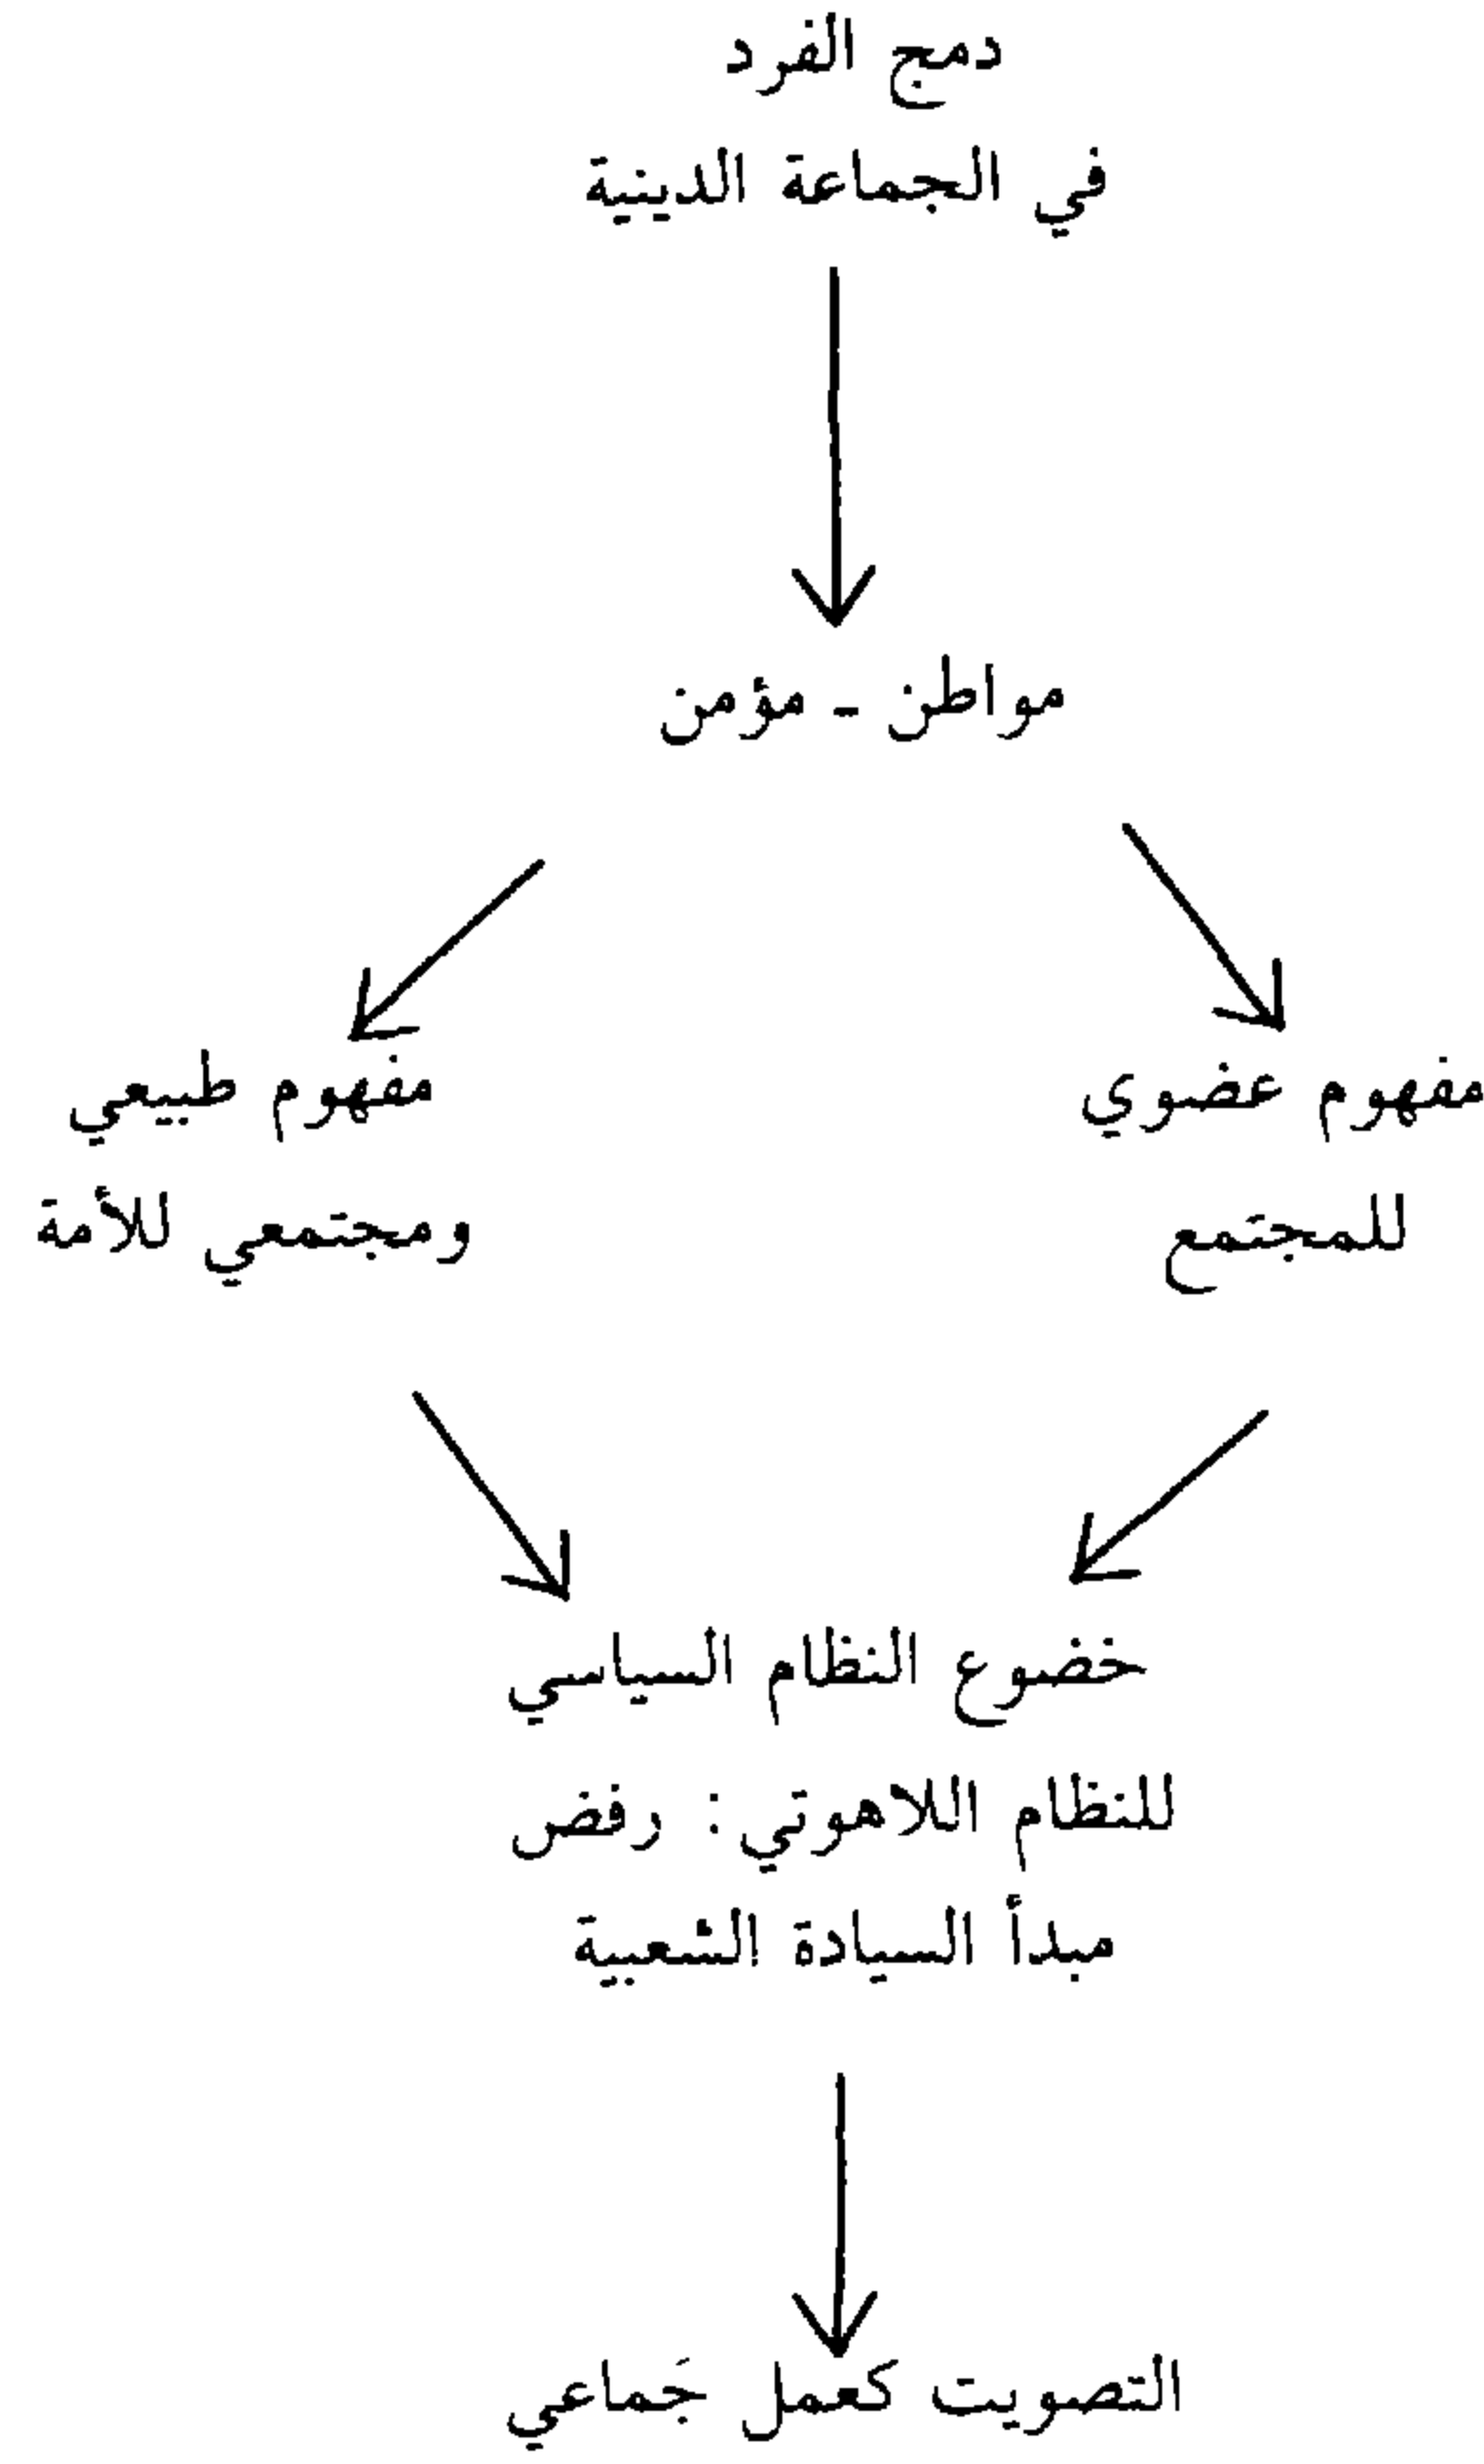 دمج الفرد
في الجماعة الدينية
مواطن - مؤمن
مفهوم عضوي
للمجتمع
مفهوم طبيعي
ومجتمعي للأمة
خضوع النظام السياسي
للنظام اللاهوتي : رفض
مبدأ السيادة الشعبية
التصويت كعمل جَماعي